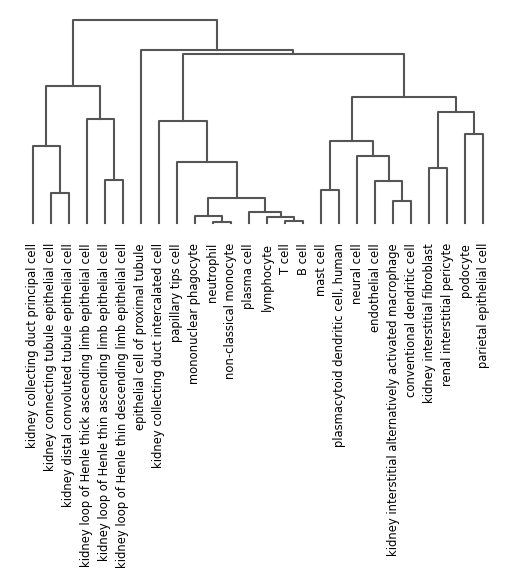 kidney collecting duct principal cell
kidney connecting tubule epithelial cell
kidney distal convoluted tubule epithelial cell
kidney loop of Henle thick ascending limb epithelial cell
kidney loop of Henle thin ascending limb epithelial cell
kidney loop of Henle thin descending limb epithelial cell
epithelial cell of proximal tubule
kidney collecting duct intercalated cell
papillary tips cell
mononuclear phagocyte
neutrophil
non-classical monocyte
plasma cell
lymphocyte
T cell
B cell
mast cell
plasmacytoid dendritic cell, human
neural cell
endothelial cell
kidney interstitial alternatively activated macrophage
conventional dendritic cell
kidney interstitial fibroblast
renal interstitial pericyte
podocyte
parietal epithelial cell